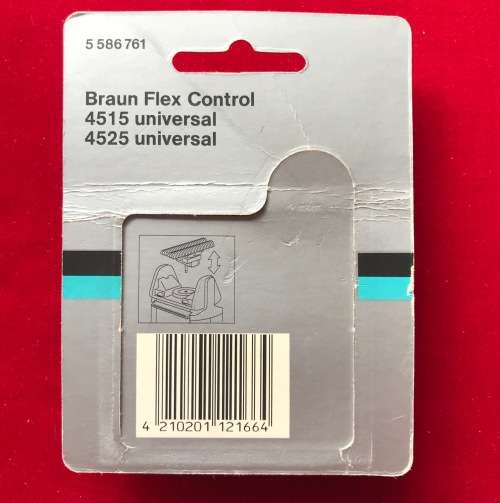 5 586 761
Braun Flex Control
4515 universal
4525 universal
4 210201 121664